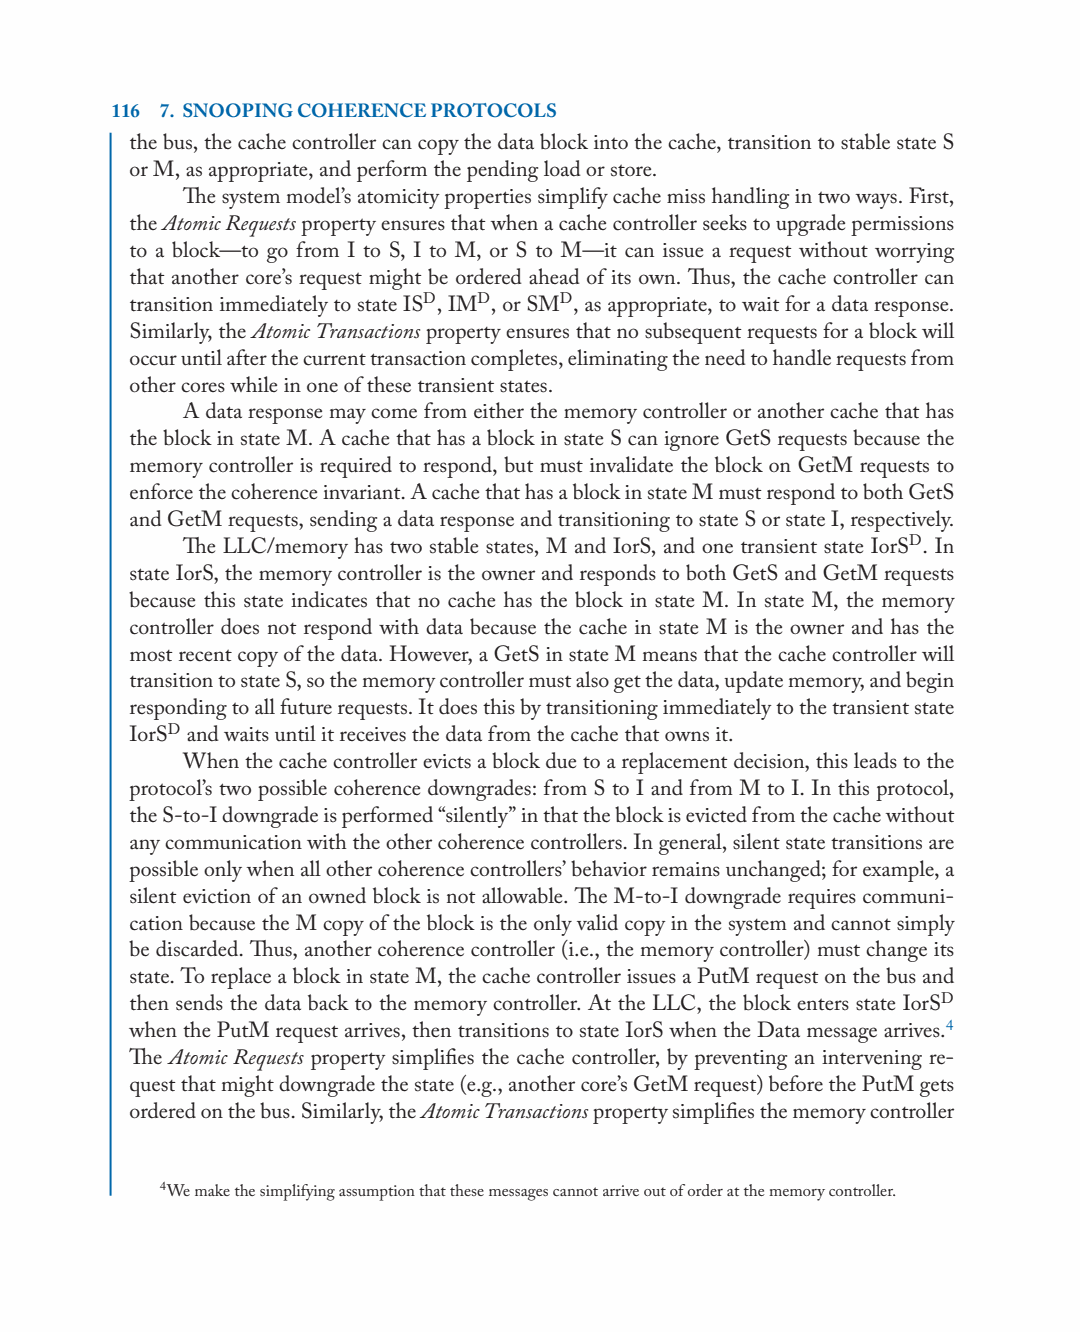 116 7. SNOOPING COHERENCE PROTOCOLS
the bus, the cache controller can copy the data block into the cache, transition to stable state S
or M, as appropriate, and perform the pending load or store.
The system model’s atomicity properties simplify cache miss handling in two ways. First,
the Atomic Requests property ensures that when a cache controller seeks to upgrade permissions
to a block—to go from I to S, I to M, or S to M—it can issue a request without worrying
that another core’s request might be ordered ahead of its own. Thus, the cache controller can
transition immediately to state ISᴰ, IMᴰ, or SMᴰ, as appropriate, to wait for a data response.
Similarly, the Atomic Transactions property ensures that no subsequent requests for a block will
occur until after the current transaction completes, eliminating the need to handle requests from
other cores while in one of these transient states.
A data response may come from either the memory controller or another cache that has
the block in state M. A cache that has a block in state S can ignore GetS requests because the
memory controller is required to respond, but must invalidate the block on GetM requests to
enforce the coherence invariant. A cache that has a block in state M must respond to both GetS
and GetM requests, sending a data response and transitioning to state S or state I, respectively.
The LLC/memory has two stable states, M and IorS, and one transient state IorSᴰ. In
state IorS, the memory controller is the owner and responds to both GetS and GetM requests
because this state indicates that no cache has the block in state M. In state M, the memory
controller does not respond with data because the cache in state M is the owner and has the
most recent copy of the data. However, a GetS in state M means that the cache controller will
transition to state S, so the memory controller must also get the data, update memory, and begin
responding to all future requests. It does this by transitioning immediately to the transient state
IorSᴰ and waits until it receives the data from the cache that owns it.
When the cache controller evicts a block due to a replacement decision, this leads to the
protocol’s two possible coherence downgrades: from S to I and from M to I. In this protocol,
the S-to-I downgrade is performed “silently” in that the block is evicted from the cache without
any communication with the other coherence controllers. In general, silent state transitions are
possible only when all other coherence controllers’ behavior remains unchanged; for example, a
silent eviction of an owned block is not allowable. The M-to-I downgrade requires communi-
cation because the M copy of the block is the only valid copy in the system and cannot simply
be discarded. Thus, another coherence controller (i.e., the memory controller) must change its
state. To replace a block in state M, the cache controller issues a PutM request on the bus and
then sends the data back to the memory controller. At the LLC, the block enters state IorSᴰ
when the PutM request arrives, then transitions to state IorS when the Data message arrives.⁴
The Atomic Requests property simplifies the cache controller, by preventing an intervening re-
quest that might downgrade the state (e.g., another core’s GetM request) before the PutM gets
ordered on the bus. Similarly, the Atomic Transactions property simplifies the memory controller
⁴We make the simplifying assumption that these messages cannot arrive out of order at the memory controller.